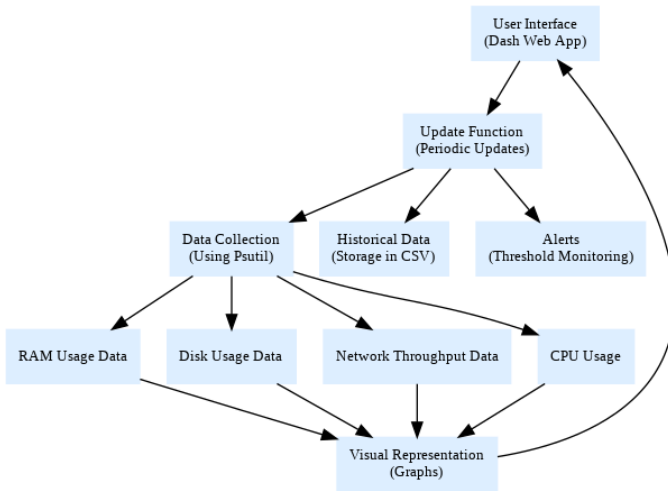 User Interface
(Dash Web App)
Update Function
(Periodic Updates)
Data Collection
(Using Psutil)
Historical Data
(Storage in CSV)
Alerts
(Threshold Monitoring)
RAM Usage Data
Disk Usage Data
Network Throughput Data
CPU Usage
Visual Representation
(Graphs)